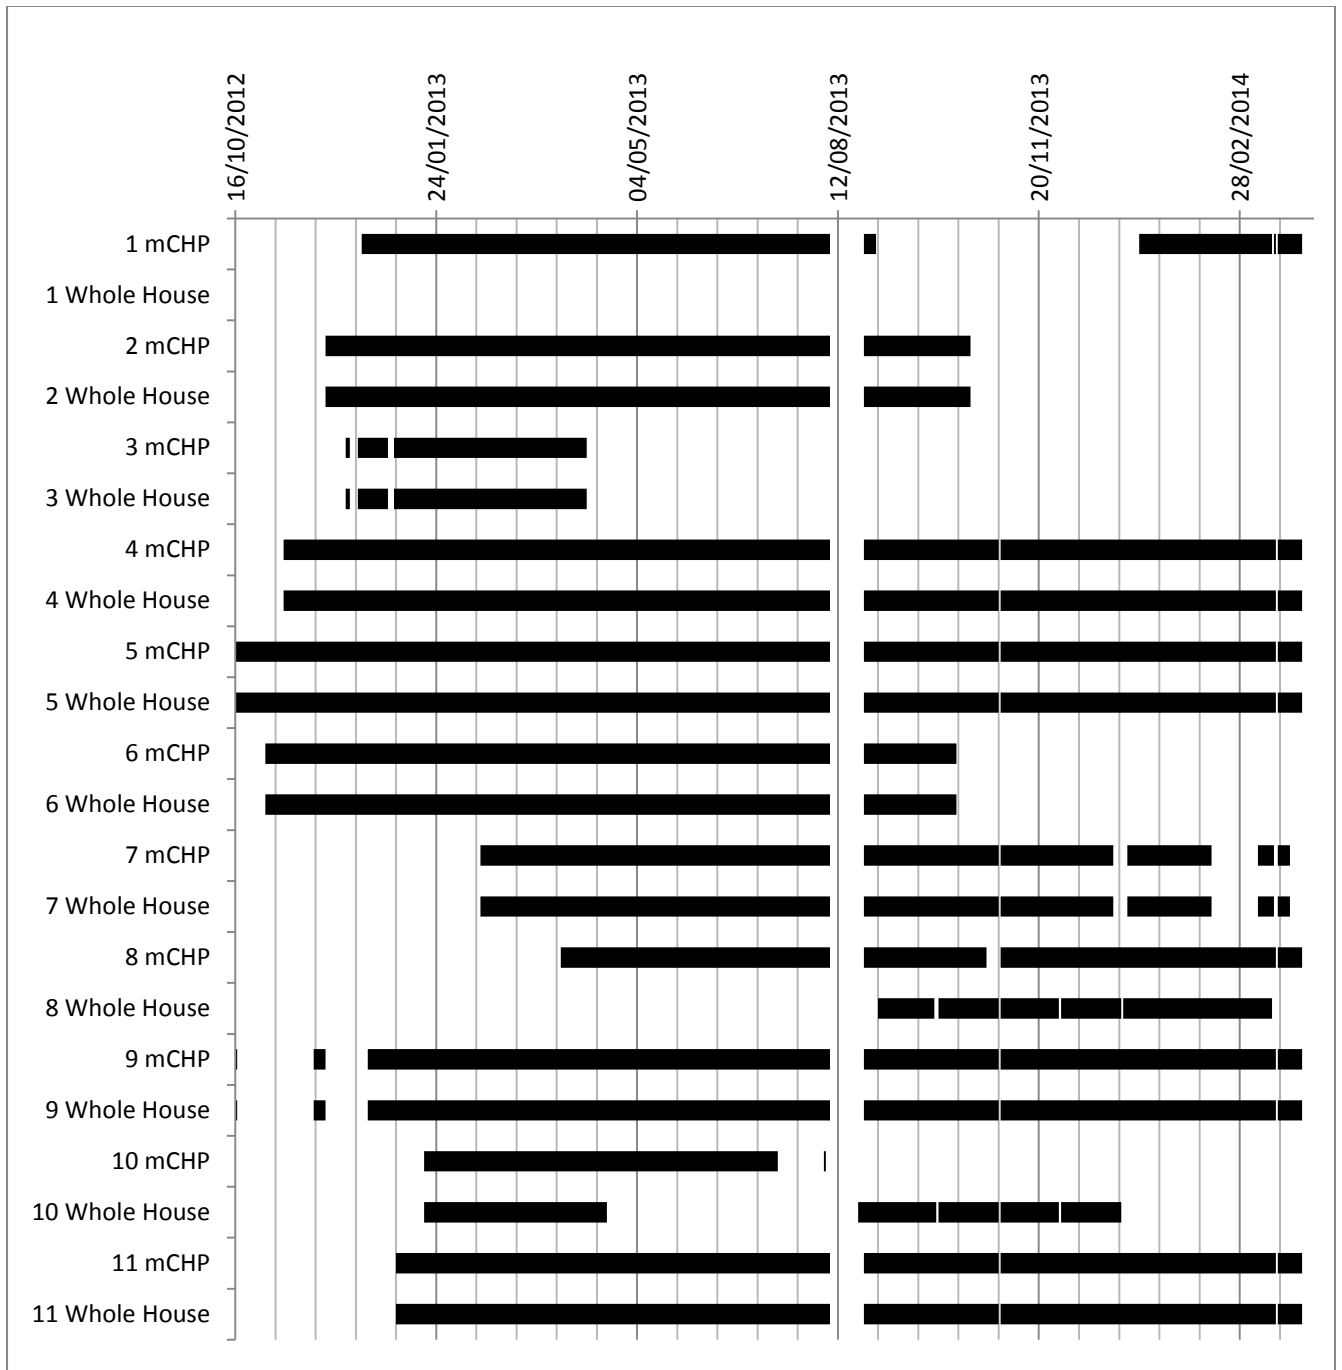 16/10/2012
24/01/2013
04/05/2013
12/08/2013
20/11/2013
28/02/2014
1 mCHP
1 Whole House
2 mCHP
2 Whole House
3 mCHP
3 Whole House
4 mCHP
4 Whole House
5 mCHP
5 Whole House
6 mCHP
6 Whole House
7 mCHP
7 Whole House
8 mCHP
8 Whole House
9 mCHP
9 Whole House
10 mCHP
10 Whole House
11 mCHP
11 Whole House